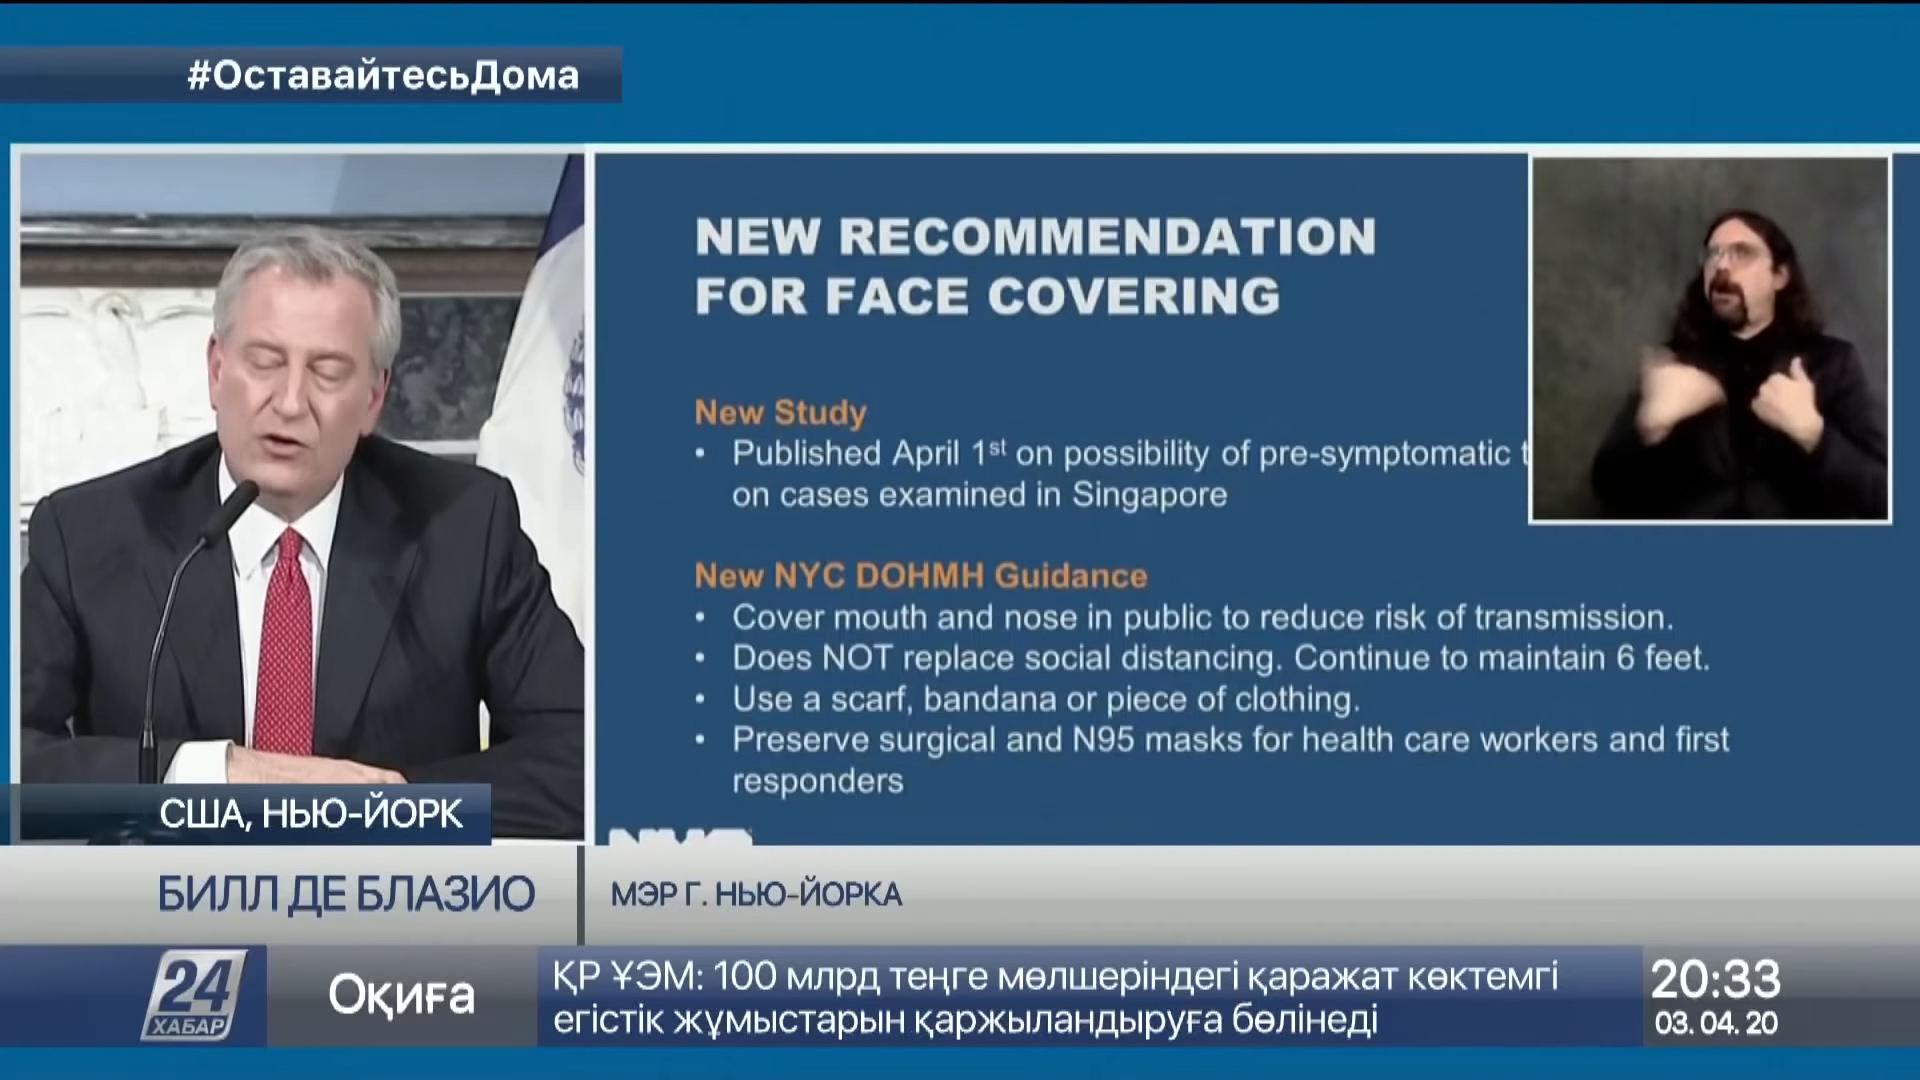 #ОставайтесьДома
NEW RECOMMENDATION
FOR FACE COVERING
New Study
• Published April 1st on possibility of pre-symptomatic
on cases examined in Singapore
New NYC DOHMH Guidance
• Cover mouth and nose in public to reduce risk of transmission.
• Does NOT replace social distancing. Continue to maintain 6 feet.
• Use a scarf, bandana or piece of clothing.
• Preserve surgical and N95 masks for health care workers and first
responders
США, НЬЮ-ЙОРК
БИЛЛ ДЕ БЛАЗИО
МЭР Г. НЬЮ-ЙОРКА
24
ХАБАР
Оқиға
ҚР ҰЭМ: 100 млрд теңге мөлшеріндегі қаражат көктемгі
егістік жұмыстарын қаржыландыруға бөлінеді
20:33
03. 04. 20